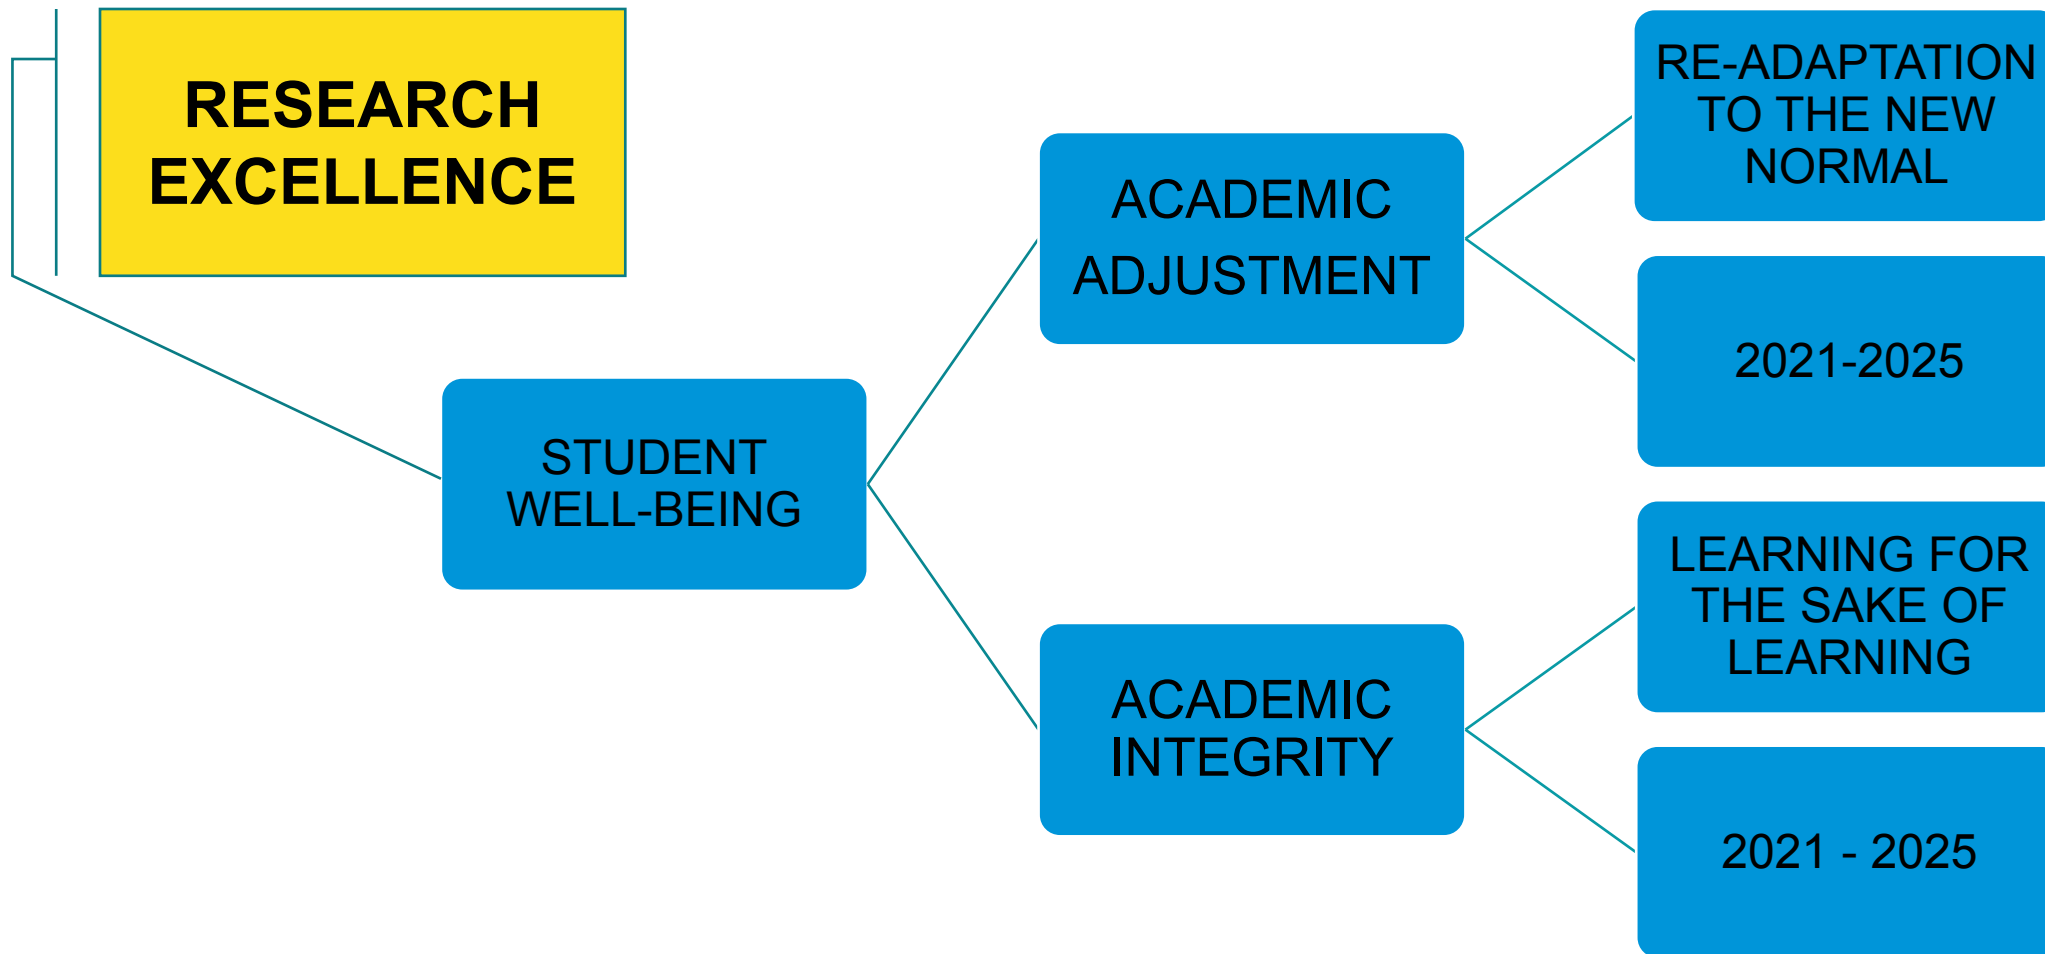 RESEARCH
EXCELLENCE
STUDENT
WELL-BEING
ACADEMIC
ADJUSTMENT
RE-ADAPTATION
TO THE NEW
NORMAL
2021-2025
ACADEMIC
INTEGRITY
LEARNING FOR
THE SAKE OF
LEARNING
2021 - 2025